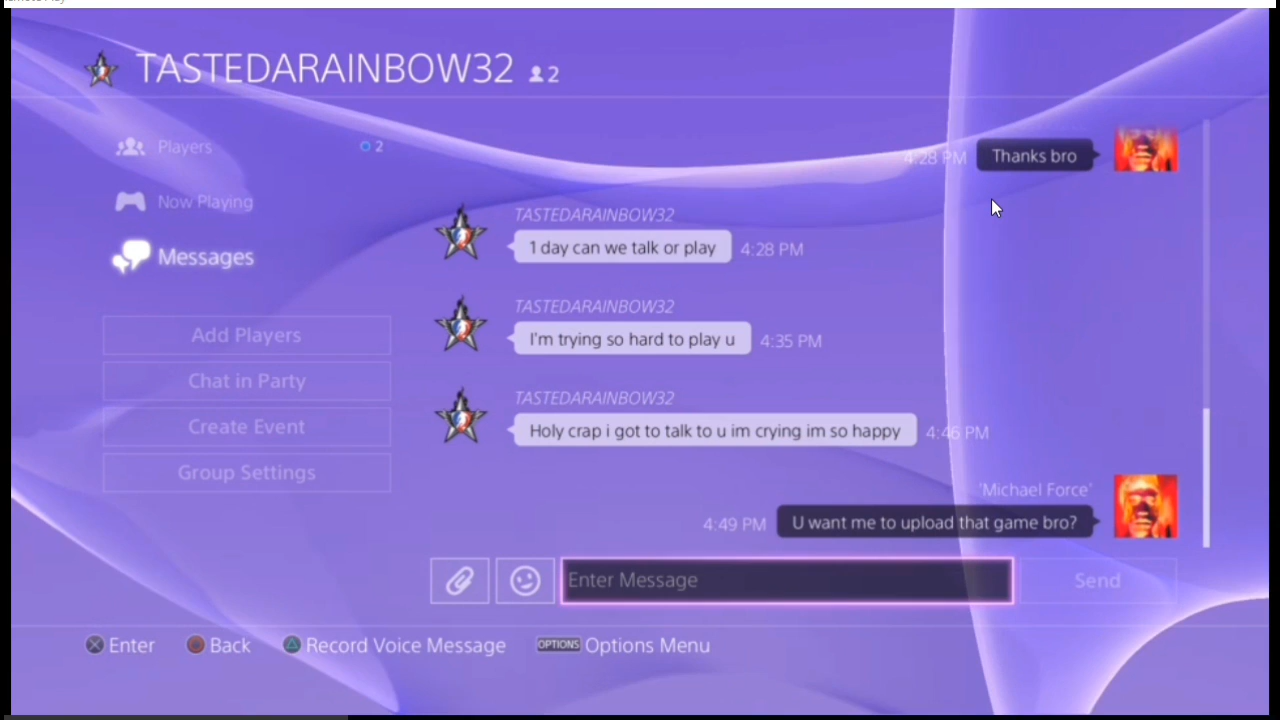 TASTEDARAINBOW32 2
Players 2
Now Playing
Messages
Add Players
Chat in Party
Create Event
Group Settings
4:28 PM Thanks bro
TASTEDARAINBOW32
1 day can we talk or play 4:28 PM
TASTEDARAINBOW32
I'm trying so hard to play u 4:35 PM
TASTEDARAINBOW32
Holy crap i got to talk to u im crying im so happy 4:46 PM
'Michael Force'
4:49 PM U want me to upload that game bro?
Enter Message Send
Enter Back Record Voice Message OPTIONS Options Menu